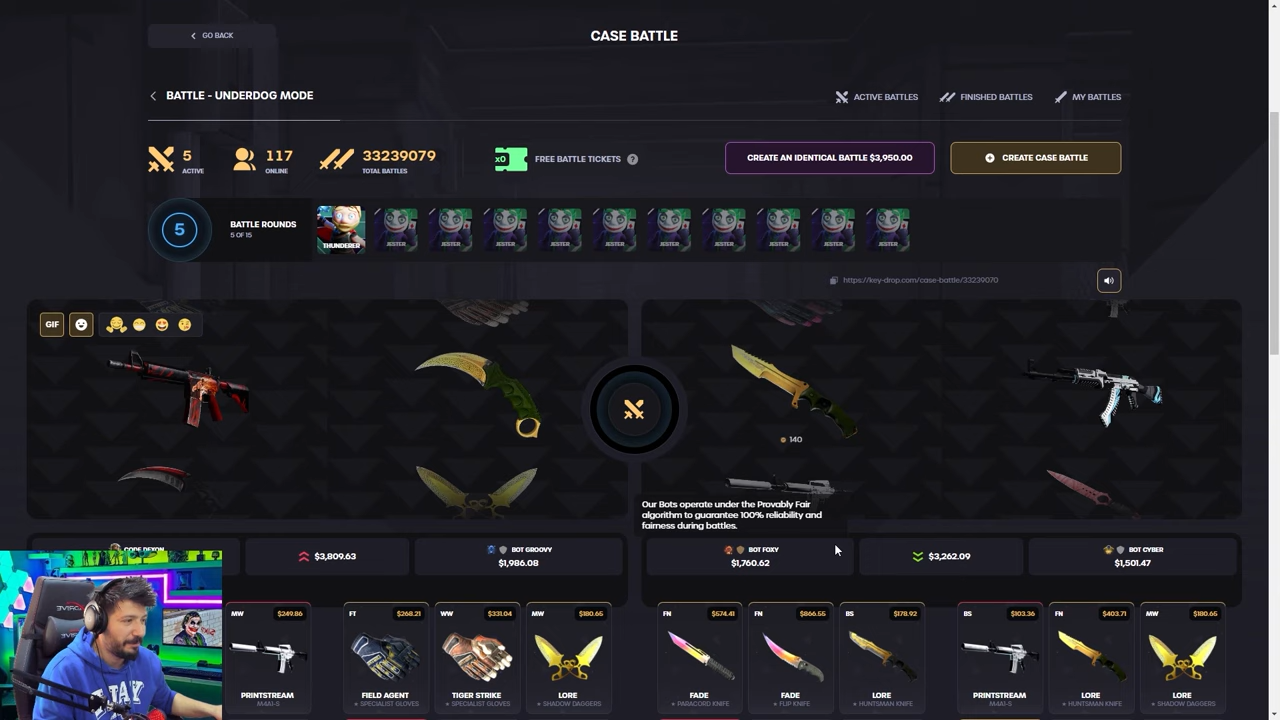 GO BACK
CASE BATTLE
BATTLE - UNDERDOG MODE
ACTIVE BATTLES
FINISHED BATTLES
MY BATTLES
5
ACTIVE
117
ONLINE
33239079
TOTAL BATTLES
x0
FREE BATTLE TICKETS ?
CREATE AN IDENTICAL BATTLE $3,950.00
CREATE CASE BATTLE
5
BATTLE ROUNDS
5 OF 15
THUNDERER
JESTER
JESTER
JESTER
JESTER
JESTER
JESTER
JESTER
JESTER
JESTER
JESTER
https://key-drop.com/case-battle/33239070
GIF
140
Our Bots operate under the Provably Fair
algorithm to guarantee 100% reliability and
fairness during battles.
$3,809.63
BOT GROOVY
$1,986.08
BOT FOXY
$1,760.62
$3,262.09
BOT CYBER
$1,501.47
MW $249.86
PRINTSTREAM
M4A1-S
FT $268.21
FIELD AGENT
★ SPECIALIST GLOVES
WW $331.04
TIGER STRIKE
★ SPECIALIST GLOVES
MW $180.65
LORE
★ SHADOW DAGGERS
FN $574.41
FADE
★ PARACORD KNIFE
FN $866.55
FADE
★ FLIP KNIFE
BS $178.92
LORE
★ HUNTSMAN KNIFE
BS $103.36
PRINTSTREAM
M4A1-S
FN $403.71
LORE
★ HUNTSMAN KNIFE
MW $180.65
LORE
★ SHADOW DAGGERS